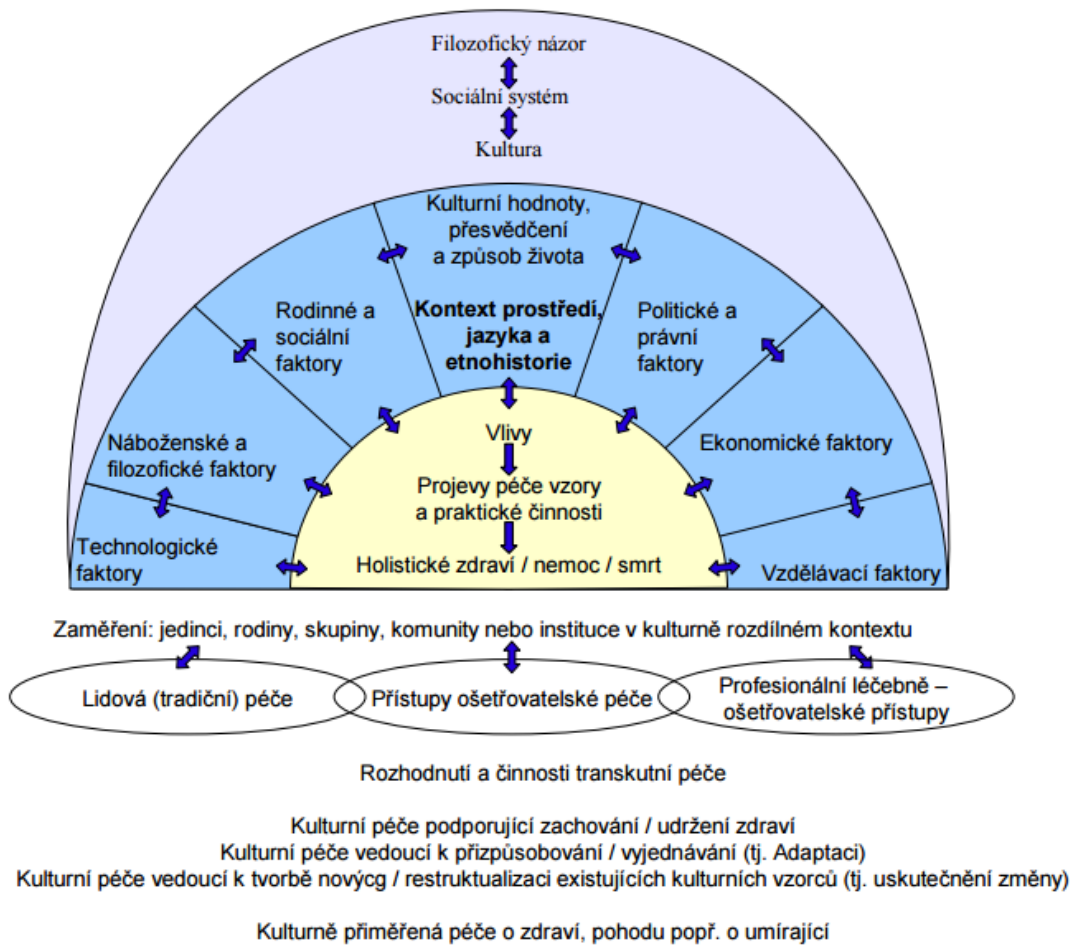 Filozofický názor
Sociální systém
Kultura
Kulturní hodnoty,
přesvědčení
a způsob života
Kontext prostředí,
jazyka a
etnohistorie
Rodinné a
sociální
faktory
Politické a
právní
faktory
Náboženské a
filozofické faktory
Ekonomické faktory
Technologické
faktory
Vzdělávací faktory
Vlivy
Projevy péče vzory
a praktické činnosti
Holistické zdraví / nemoc / smrt
Zaměření: jedinci, rodiny, skupiny, komunity nebo instituce v kulturně rozdílném kontextu
Lidová (tradiční) péče
Přístupy ošetřovatelské péče
Profesionální léčebně –
ošetřovatelské přístupy
Rozhodnutí a činnosti transkutní péče
Kulturní péče podporující zachování / udržení zdraví
Kulturní péče vedoucí k přizpůsobování / vyjednávání (tj. Adaptaci)
Kulturní péče vedoucí k tvorbě novýcg / restruktualizaci existujících kulturních vzorců (tj. uskutečnění změny)
Kulturně přiměřená péče o zdraví, pohodu popř. o umírající